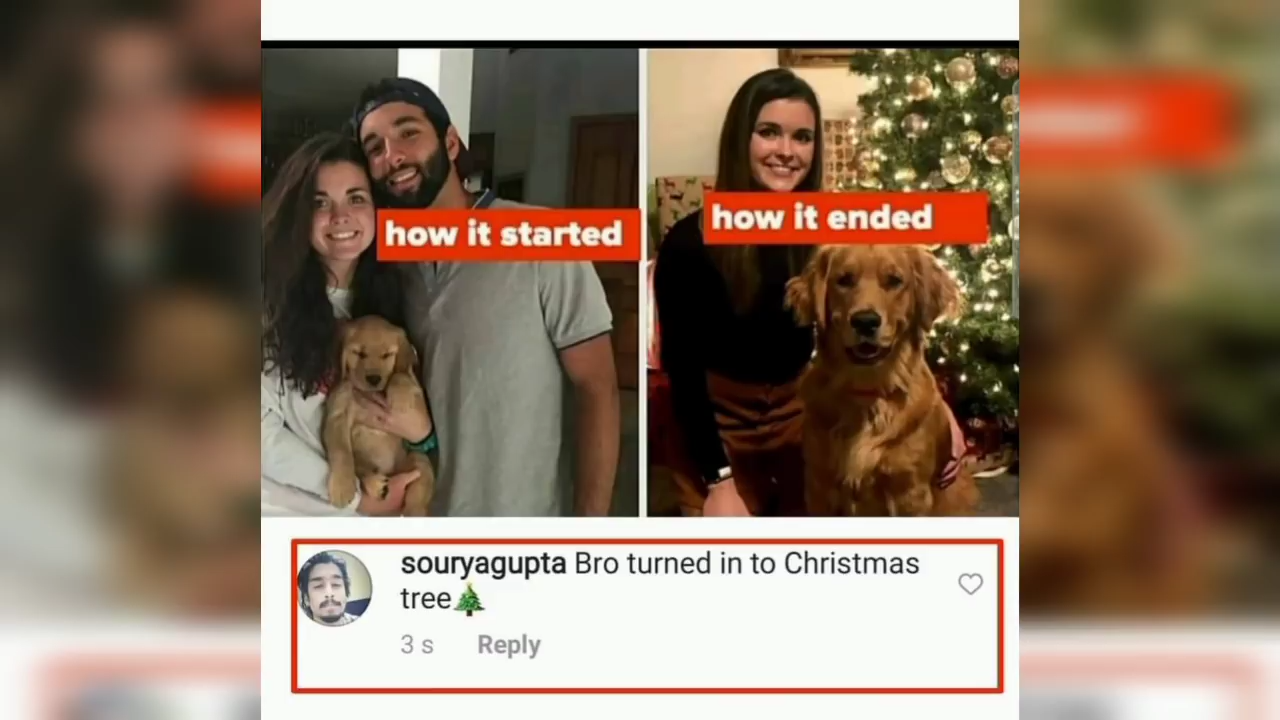 how it started
how it ended
souryagupta Bro turned in to Christmas
tree🎄
3 s Reply